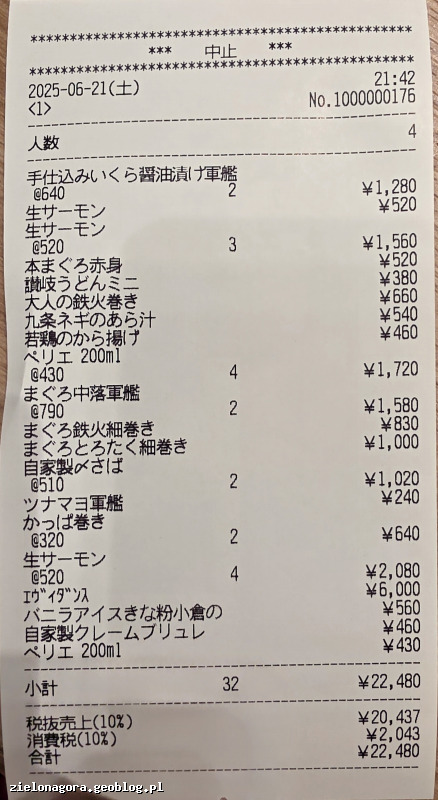 ****************************************
*** 中止 ***
****************************************
2025-06-21(土) 21:42
<1> No.1000000176
人数 4
手仕込みいくら醤油漬け軍艦
@640 2 ¥1,280
生サーモン ¥520
生サーモン
@520 3 ¥1,560
本まぐろ赤身 ¥520
讃岐うどんミニ ¥380
大人の鉄火巻き ¥660
九条ネギのあら汁 ¥540
若鶏のから揚げ ¥460
ペリエ 200ml
@430 4 ¥1,720
まぐろ中落軍艦
@790 2 ¥1,580
まぐろ鉄火細巻き ¥830
まぐろとろたく細巻き ¥1,000
自家製〆さば
@510 2 ¥1,020
ツナマヨ軍艦 ¥240
かっぱ巻き
@320 2 ¥640
生サーモン
@520 4 ¥2,080
ｴヴィﾀﾞﾝｽ ¥6,000
バニラアイスきな粉小倉の ¥560
自家製クレームブリュレ ¥460
ペリエ 200ml ¥430
小計 32 ¥22,480
税抜売上(10%) ¥20,437
消費税(10%) ¥2,043
合計 ¥22,480
zielonagora.geoblog.pl